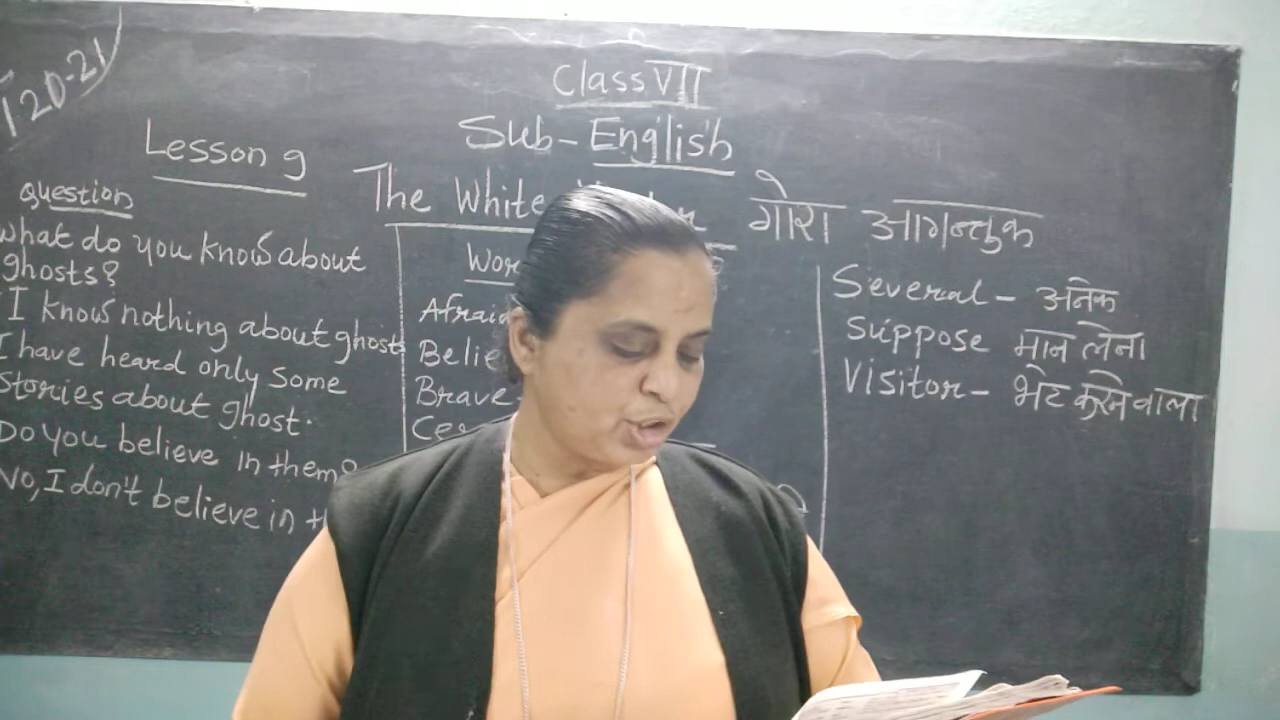 120-21
Class VII
Sub-English
Lesson 9
The White गोरा आगन्तुक
question
What do you know about
ghosts?
I know nothing about ghosts
I have heard only some
Stories about ghost.
Do you believe in them?
No, I don't believe in
Afraid
Brave-
Several - अनेक
Suppose मान लेना
Visitor- भेट करने वाला